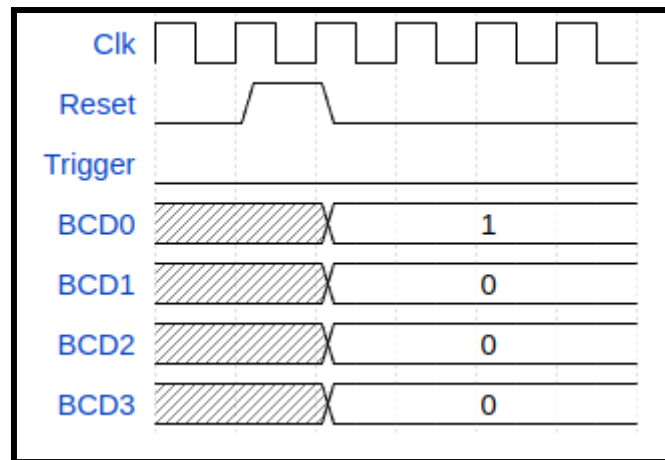 Clk
Reset
Trigger
BCD0 1
BCD1 0
BCD2 0
BCD3 0